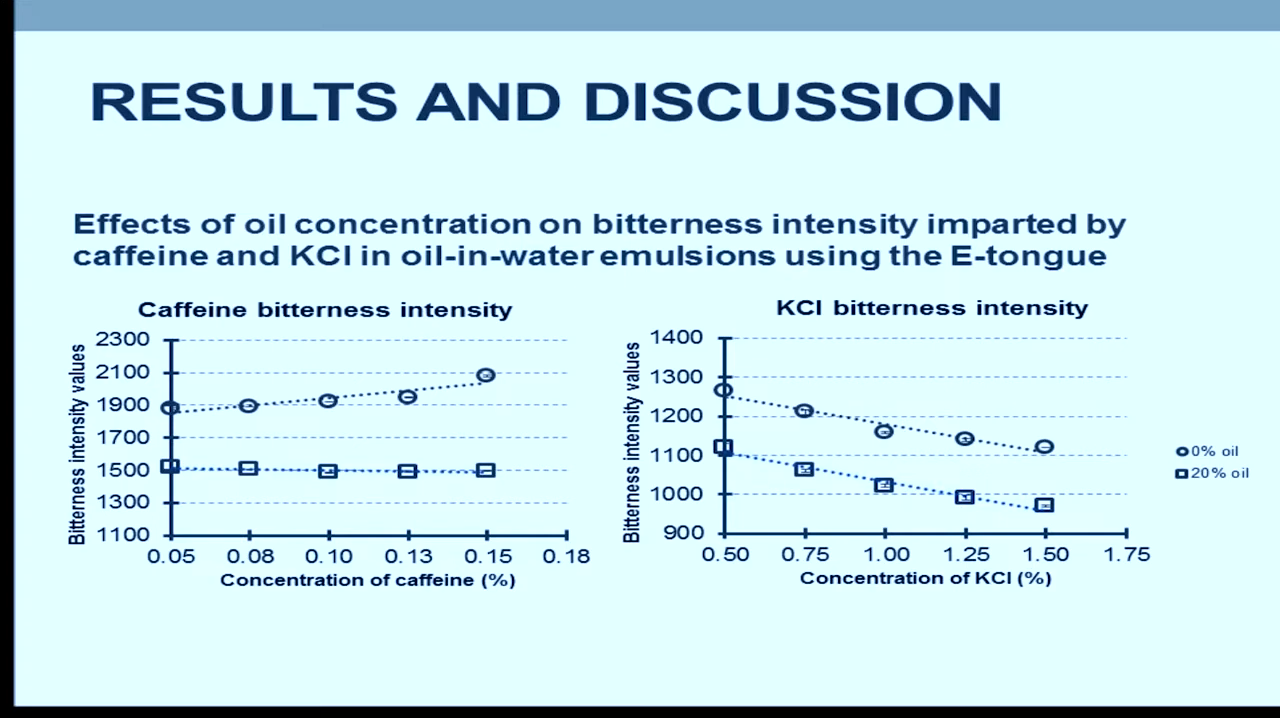 RESULTS AND DISCUSSION
Effects of oil concentration on bitterness intensity imparted by
caffeine and KCl in oil-in-water emulsions using the E-tongue
Caffeine bitterness intensity
Bitterness intensity values
2300
2100
1900
1700
1500
1300
1100
0.05 0.08 0.10 0.13 0.15 0.18
Concentration of caffeine (%)
KCl bitterness intensity
Bitterness intensity values
1400
1300
1200
1100
1000
900
0.50 0.75 1.00 1.25 1.50 1.75
Concentration of KCl (%)
0% oil
20% oil